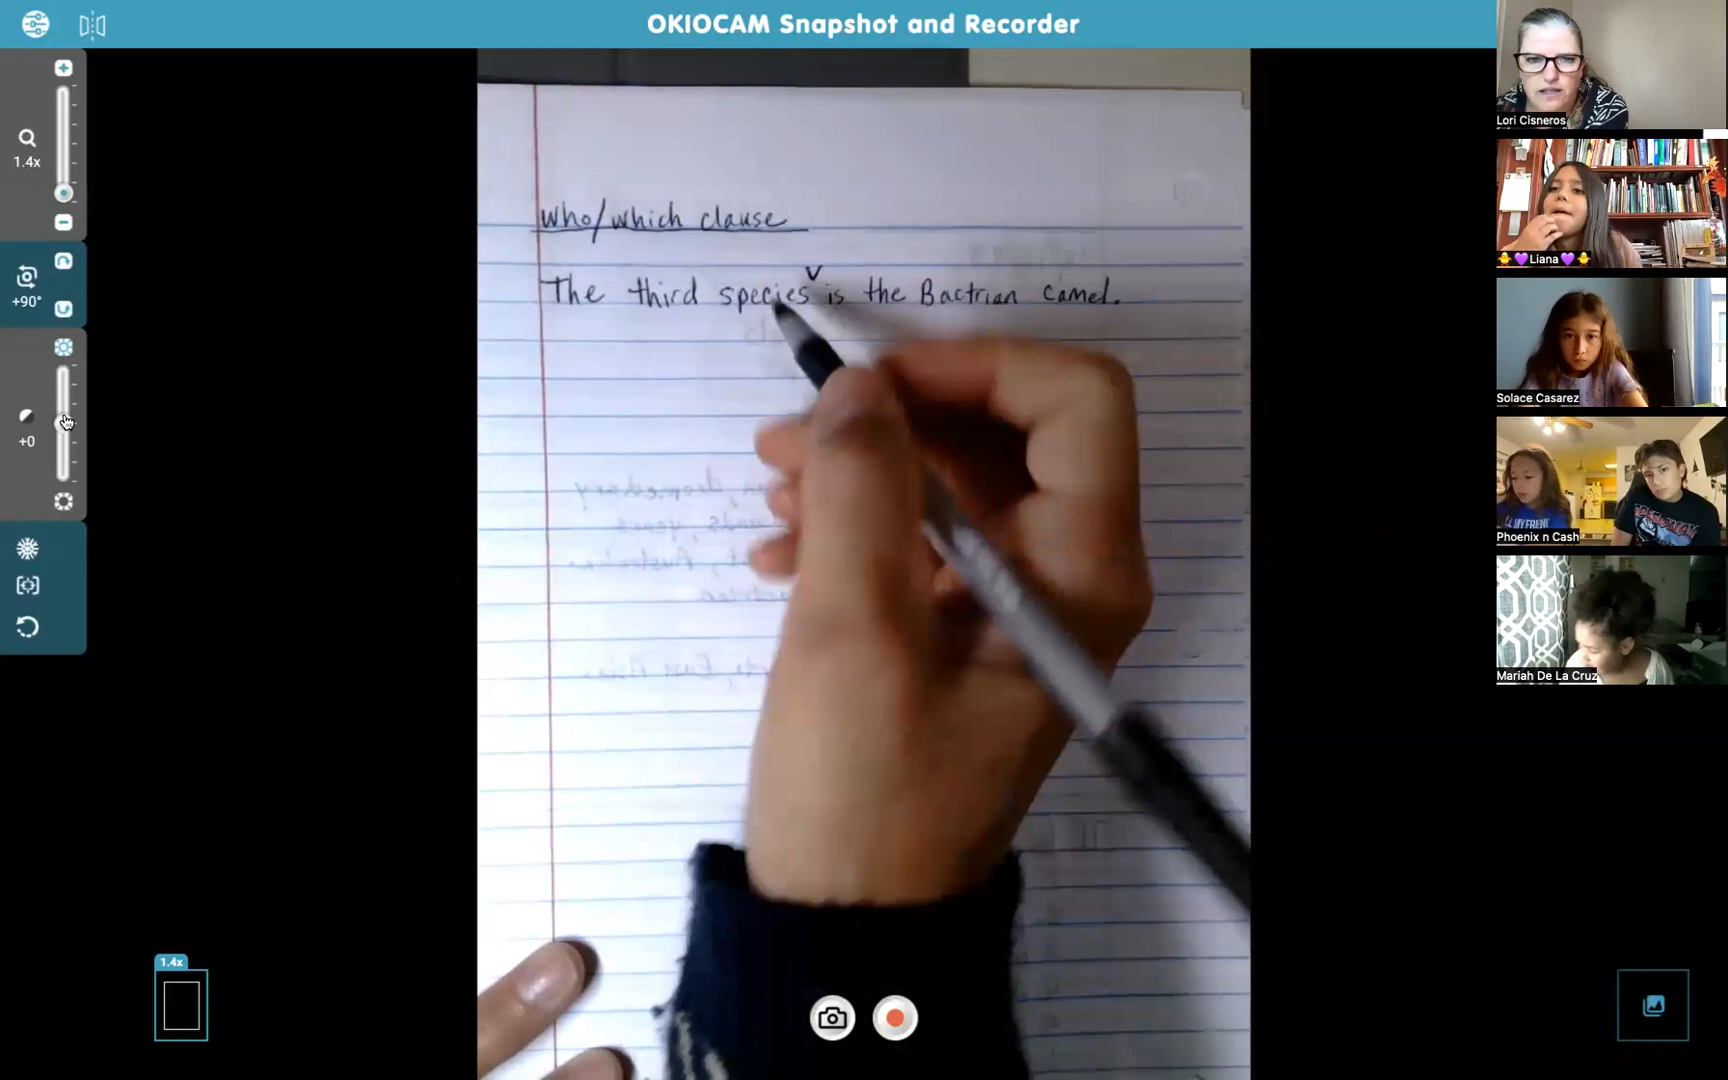 OKIOCAM Snapshot and Recorder
1.4x
+90°
+0
who/which clause
The third species ∨ is the Bactrian camel.
1.4x
Lori Cisneros
Liana
Solace Casarez
Phoenix n Cash
Mariah De La Cruz